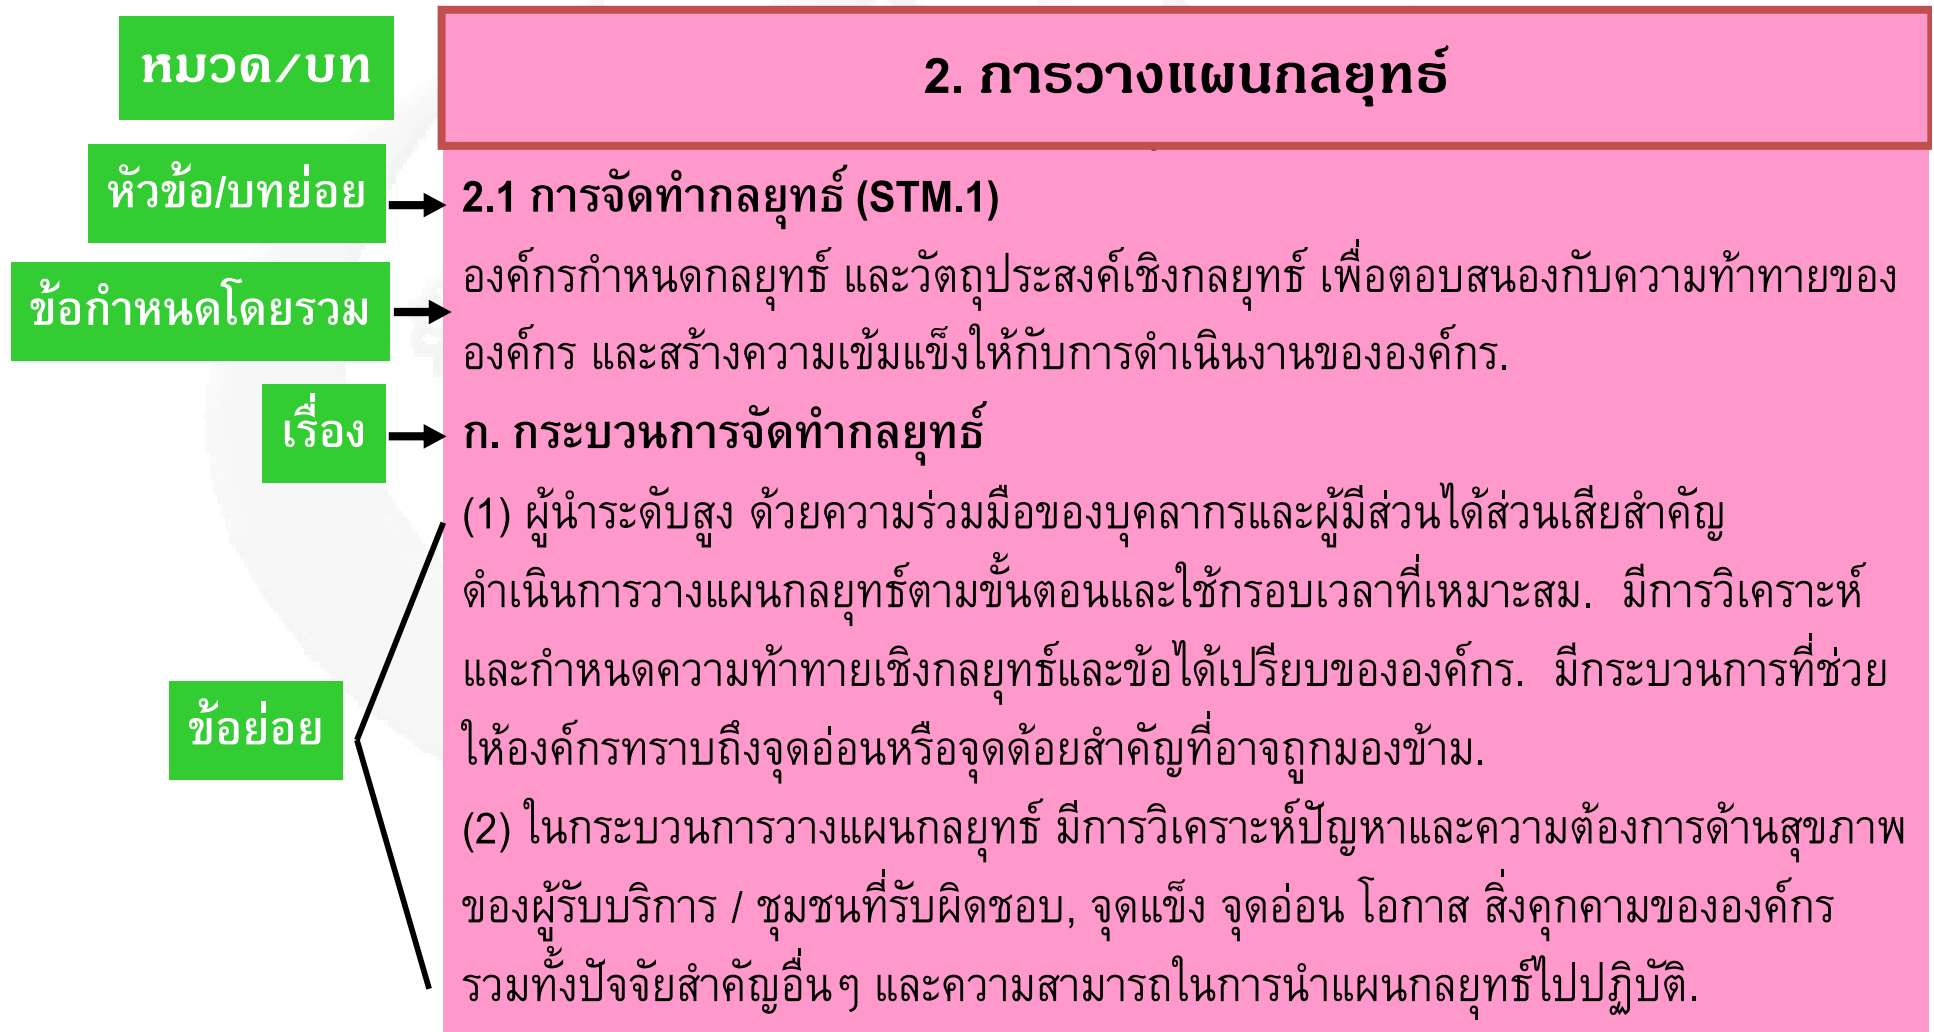 หมวด/บท
2. การวางแผนกลยุทธ์
หัวข้อ/บทย่อย
2.1 การจัดทำกลยุทธ์ (STM.1)
ข้อกำหนดโดยรวม
องค์กรกำหนดกลยุทธ์ และวัตถุประสงค์เชิงกลยุทธ์ เพื่อตอบสนองกับความท้าทายของ
องค์กร และสร้างความเข้มแข็งให้กับการดำเนินงานขององค์กร.
เรื่อง
ก. กระบวนการจัดทำกลยุทธ์
ข้อย่อย
(1) ผู้นำระดับสูง ด้วยความร่วมมือของบุคลากรและผู้มีส่วนได้ส่วนเสียสำคัญ
ดำเนินการวางแผนกลยุทธ์ตามขั้นตอนและใช้กรอบเวลาที่เหมาะสม. มีการวิเคราะห์
และกำหนดความท้าทายเชิงกลยุทธ์และข้อได้เปรียบขององค์กร. มีกระบวนการที่ช่วย
ให้องค์กรทราบถึงจุดอ่อนหรือจุดด้อยสำคัญที่อาจถูกมองข้าม.
(2) ในกระบวนการวางแผนกลยุทธ์ มีการวิเคราะห์ปัญหาและความต้องการด้านสุขภาพ
ของผู้รับบริการ / ชุมชนที่รับผิดชอบ, จุดแข็ง จุดอ่อน โอกาส สิ่งคุกคามขององค์กร
รวมทั้งปัจจัยสำคัญอื่นๆ และความสามารถในการนำแผนกลยุทธ์ไปปฏิบัติ.